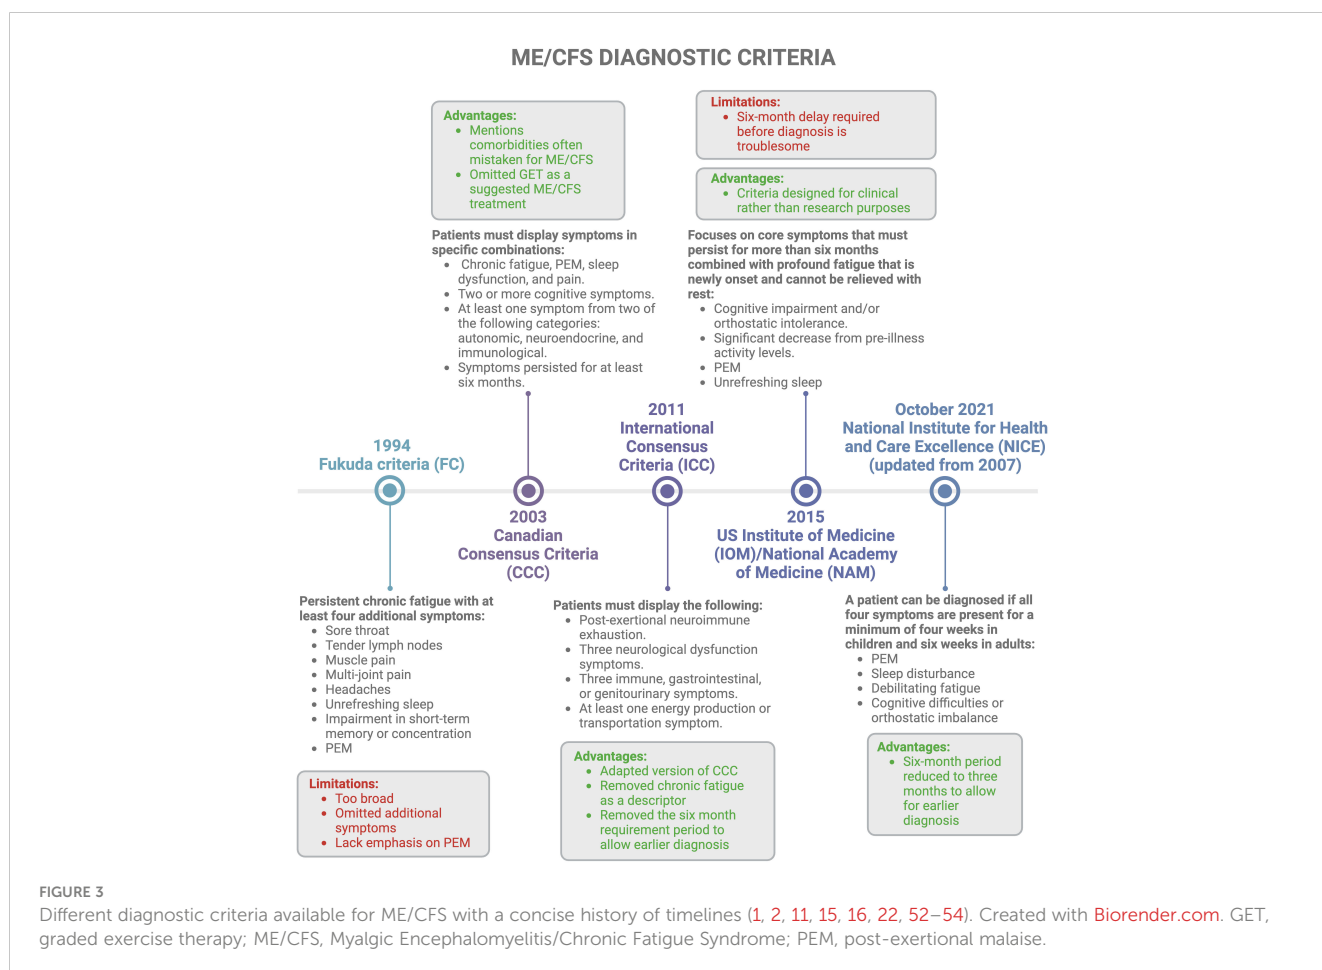 ME/CFS DIAGNOSTIC CRITERIA
Advantages:
• Mentions
comorbidities often
mistaken for ME/CFS
• Omitted GET as a
suggested ME/CFS
treatment
Patients must display symptoms in
specific combinations:
• Chronic fatigue, PEM, sleep
dysfunction, and pain.
• Two or more cognitive symptoms.
• At least one symptom from two of
the following categories:
autonomic, neuroendocrine, and
immunological.
• Symptoms persisted for at least
six months.
Limitations:
• Six-month delay required
before diagnosis is
troublesome
Advantages:
• Criteria designed for clinical
rather than research purposes
Focuses on core symptoms that must
persist for more than six months
combined with profound fatigue that is
newly onset and cannot be relieved with
rest:
• Cognitive impairment and/or
orthostatic intolerance.
• Significant decrease from pre-illness
activity levels.
• PEM
• Unrefreshing sleep
1994
Fukuda criteria (FC)
2003
Canadian
Consensus Criteria
(CCC)
2011
International
Consensus
Criteria (ICC)
2015
US Institute of Medicine
(IOM)/National Academy
of Medicine (NAM)
October 2021
National Institute for Health
and Care Excellence (NICE)
(updated from 2007)
Persistent chronic fatigue with at
least four additional symptoms:
• Sore throat
• Tender lymph nodes
• Muscle pain
• Multi-joint pain
• Headaches
• Unrefreshing sleep
• Impairment in short-term
memory or concentration
• PEM
Limitations:
• Too broad
• Omitted additional
symptoms
• Lack emphasis on PEM
Patients must display the following:
• Post-exertional neuroimmune
exhaustion.
• Three neurological dysfunction
symptoms.
• Three immune, gastrointestinal,
or genitourinary symptoms.
• At least one energy production or
transportation symptom.
Advantages:
• Adapted version of CCC
• Removed chronic fatigue
as a descriptor
• Removed the six month
requirement period to
allow earlier diagnosis
A patient can be diagnosed if all
four symptoms are present for a
minimum of four weeks in
children and six weeks in adults:
• PEM
• Sleep disturbance
• Debilitating fatigue
• Cognitive difficulties or
orthostatic imbalance
Advantages:
• Six-month period
reduced to three
months to allow
for earlier
diagnosis
FIGURE 3
Different diagnostic criteria available for ME/CFS with a concise history of timelines (1, 2, 11, 15, 16, 22, 52–54). Created with Biorender.com. GET,
graded exercise therapy; ME/CFS, Myalgic Encephalomyelitis/Chronic Fatigue Syndrome; PEM, post-exertional malaise.